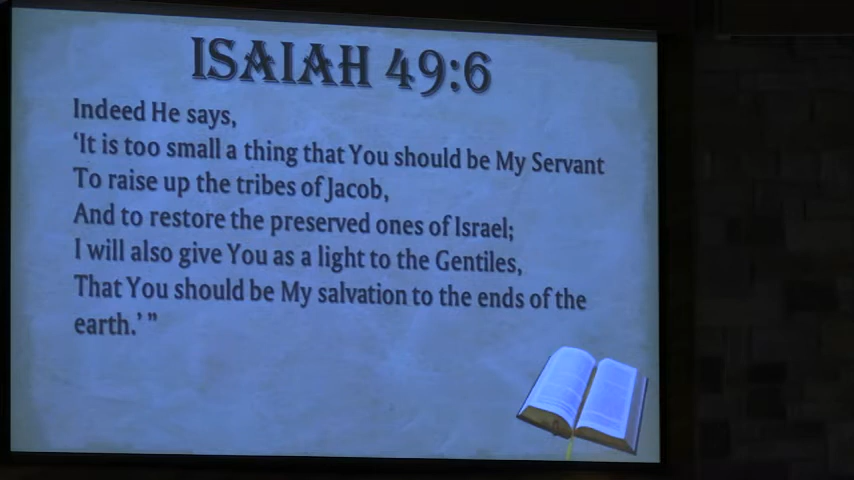 ISAIAH 49:6
Indeed He says,
‘It is too small a thing that You should be My Servant
To raise up the tribes of Jacob,
And to restore the preserved ones of Israel;
I will also give You as a light to the Gentiles,
That You should be My salvation to the ends of the
earth.’ ”